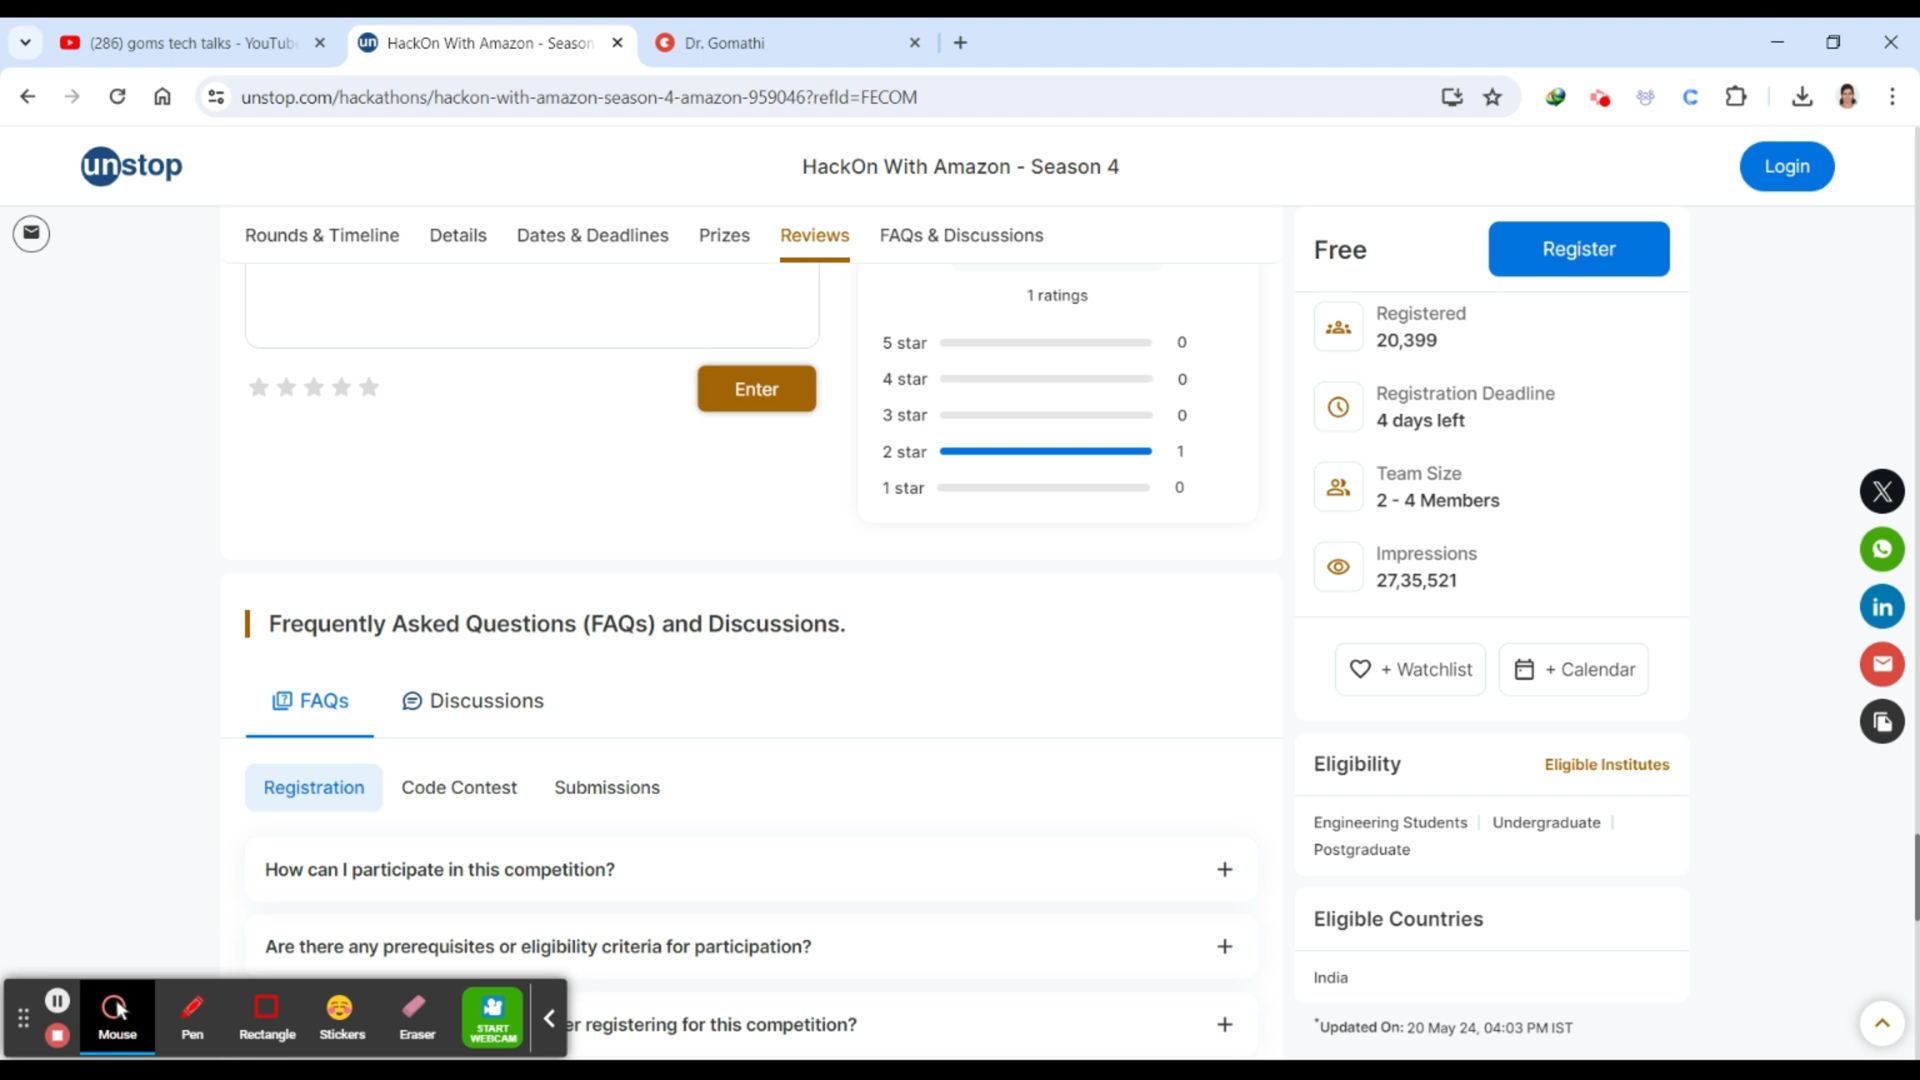 (286) goms tech talks - YouTub
HackOn With Amazon - Season
Dr. Gomathi
unstop.com/hackathons/hackon-with-amazon-season-4-amazon-959046?refId=FECOM
unstop
HackOn With Amazon - Season 4
Login
Rounds & Timeline
Details
Dates & Deadlines
Prizes
Reviews
FAQs & Discussions
1 ratings
5 star 0
4 star 0
3 star 0
2 star 1
1 star 0
Enter
Frequently Asked Questions (FAQs) and Discussions.
FAQs
Discussions
Registration
Code Contest
Submissions
How can I participate in this competition?
Are there any prerequisites or eligibility criteria for participation?
er registering for this competition?
Free
Register
Registered
20,399
Registration Deadline
4 days left
Team Size
2 - 4 Members
Impressions
27,35,521
+ Watchlist
+ Calendar
Eligibility
Eligible Institutes
Engineering Students
Undergraduate
Postgraduate
Eligible Countries
India
*Updated On: 20 May 24, 04:03 PM IST
Mouse
Pen
Rectangle
Stickers
Eraser
START
WEBCAM